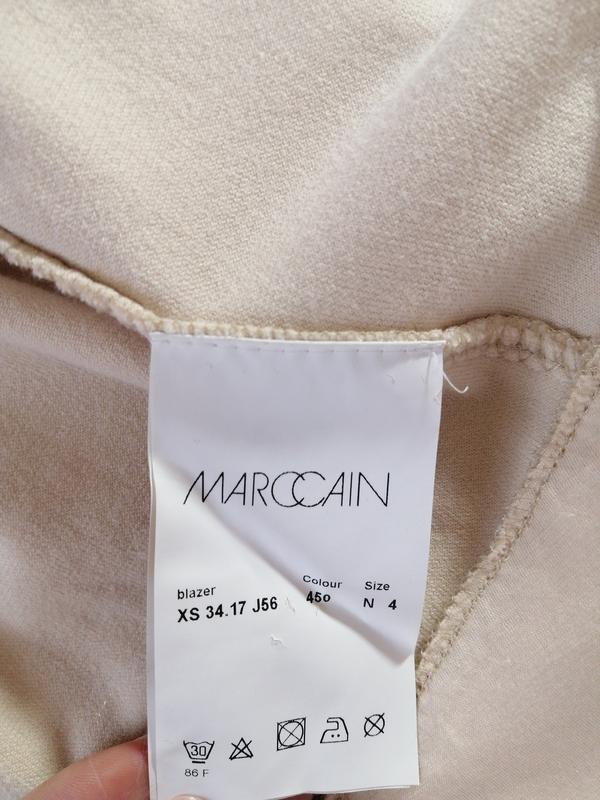 MARCCAIN
blazer Colour Size
XS 34.17 J56 450 N 4
30
86 F